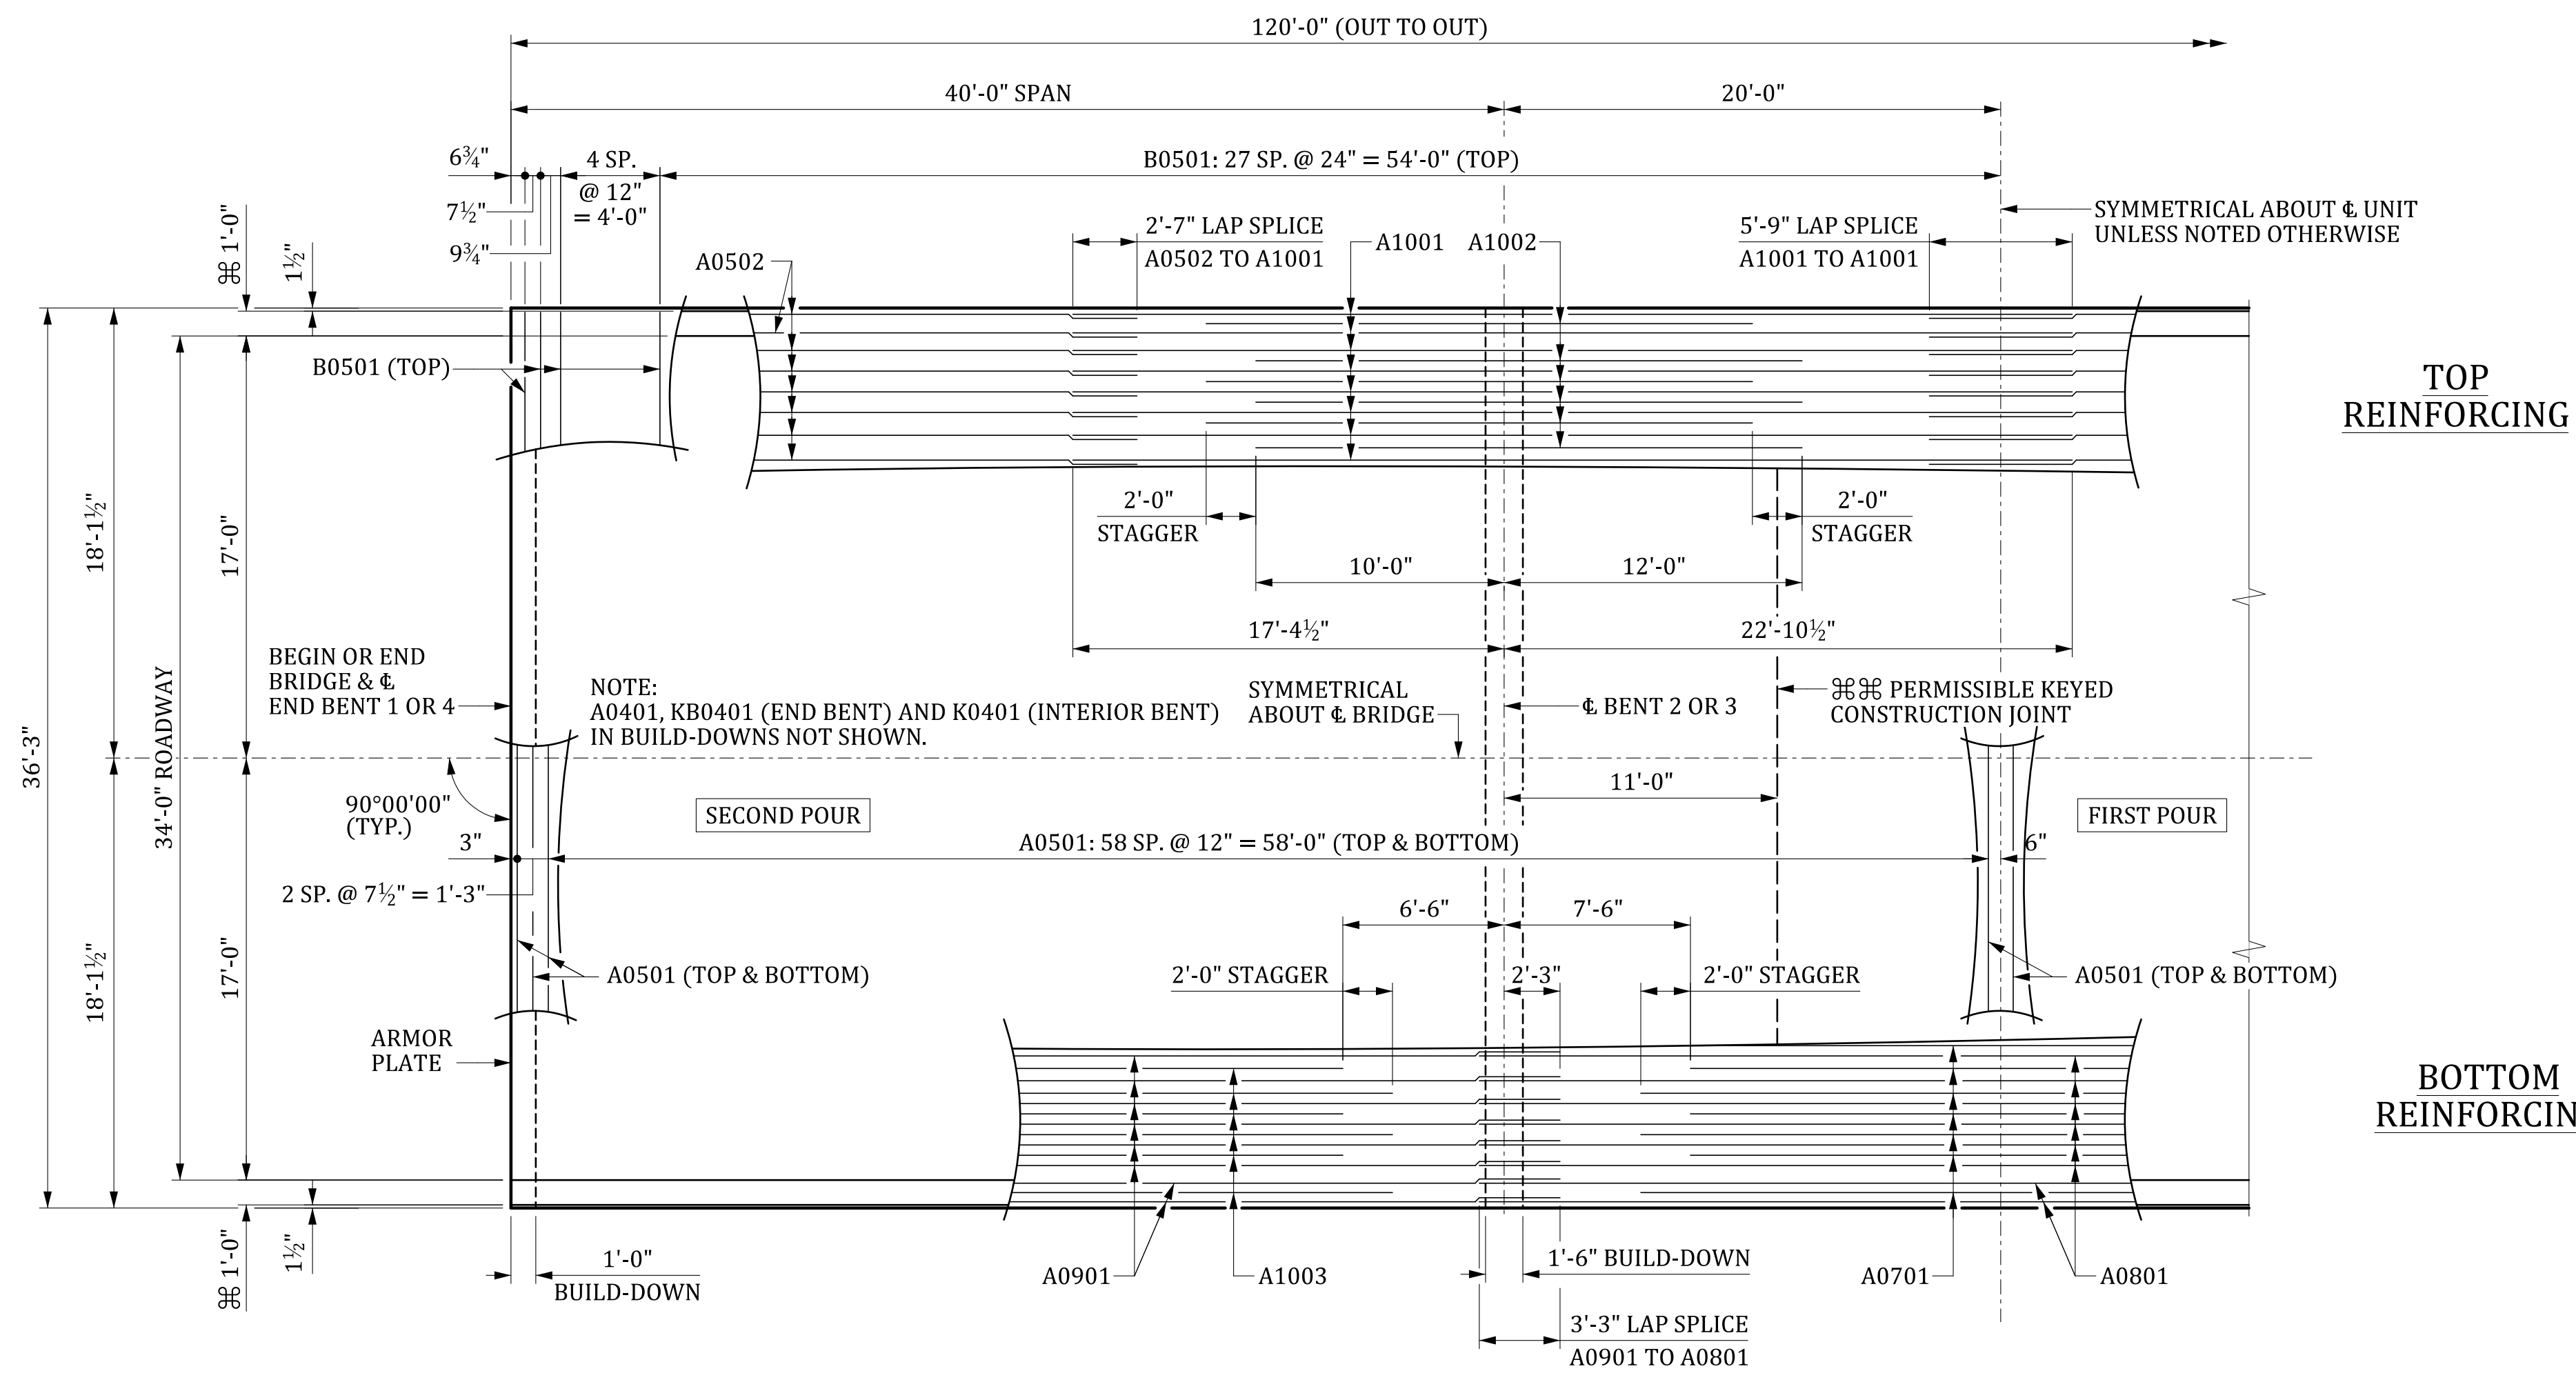 120'-0" (OUT TO OUT)
40'-0" SPAN
20'-0"
6¾"
4 SP.
@ 12"
= 4'-0"
B0501: 27 SP. @ 24" = 54'-0" (TOP)
7½"
9¾"
⌘ 1'-0"
1½"
A0502
2'-7" LAP SPLICE
A0502 TO A1001
A1001
A1002
5'-9" LAP SPLICE
A1001 TO A1001
SYMMETRICAL ABOUT ℄ UNIT
UNLESS NOTED OTHERWISE
B0501 (TOP)
TOP
REINFORCING
18'-1½"
17'-0"
2'-0"
STAGGER
2'-0"
STAGGER
10'-0"
12'-0"
17'-4½"
22'-10½"
BEGIN OR END
BRIDGE & ℄
END BENT 1 OR 4
NOTE:
A0401, KB0401 (END BENT) AND K0401 (INTERIOR BENT)
IN BUILD-DOWNS NOT SHOWN.
SYMMETRICAL
ABOUT ℄ BRIDGE
℄ BENT 2 OR 3
⌘⌘ PERMISSIBLE KEYED
CONSTRUCTION JOINT
36'-3"
34'-0" ROADWAY
90°00'00"
(TYP.)
SECOND POUR
11'-0"
FIRST POUR
3"
A0501: 58 SP. @ 12" = 58'-0" (TOP & BOTTOM)
6"
2 SP. @ 7½" = 1'-3"
18'-1½"
17'-0"
6'-6"
7'-6"
A0501 (TOP & BOTTOM)
2'-0" STAGGER
2'-3"
2'-0" STAGGER
A0501 (TOP & BOTTOM)
ARMOR
PLATE
BOTTOM
REINFORCIN
⌘ 1'-0"
1½"
1'-0"
BUILD-DOWN
A0901
A1003
1'-6" BUILD-DOWN
A0701
A0801
3'-3" LAP SPLICE
A0901 TO A0801